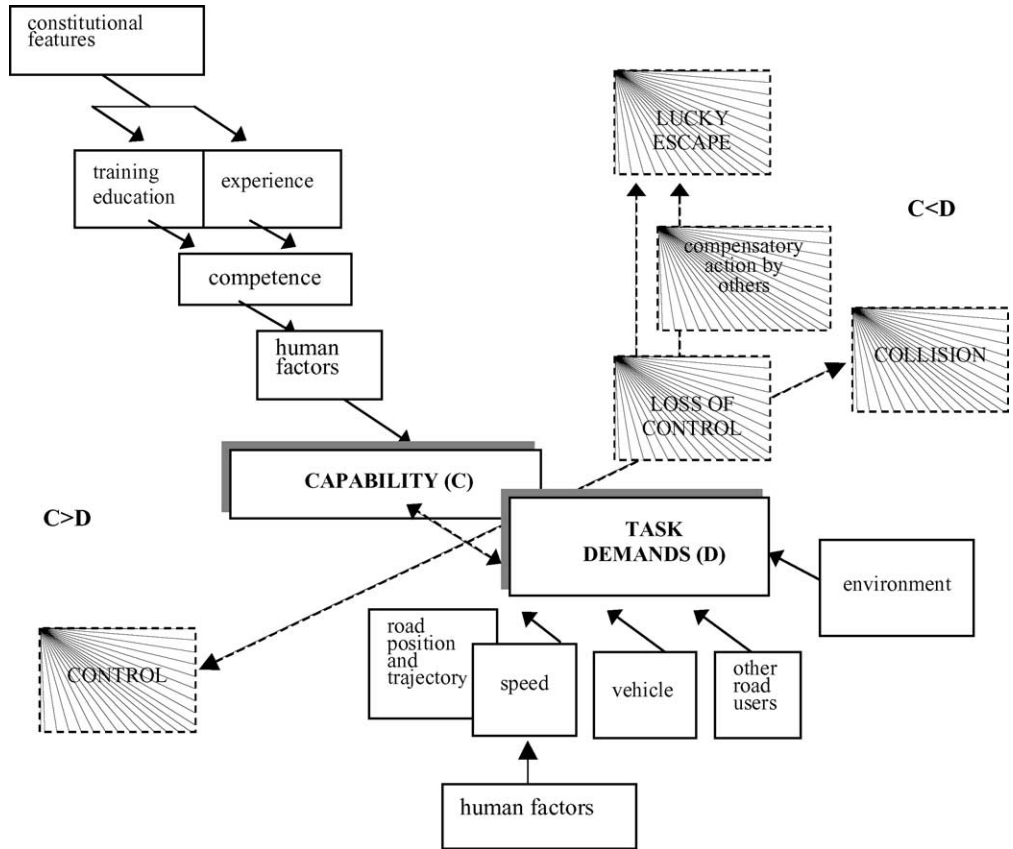 constitutional
features
training
education
experience
competence
human
factors
CAPABILITY (C)
LUCKY
ESCAPE
C<D
compensatory
action by
others
COLLISION
LOSS OF
CONTROL
C>D
TASK
DEMANDS (D)
environment
CONTROL
road
position
and
trajectory
speed
vehicle
other
road
users
human factors